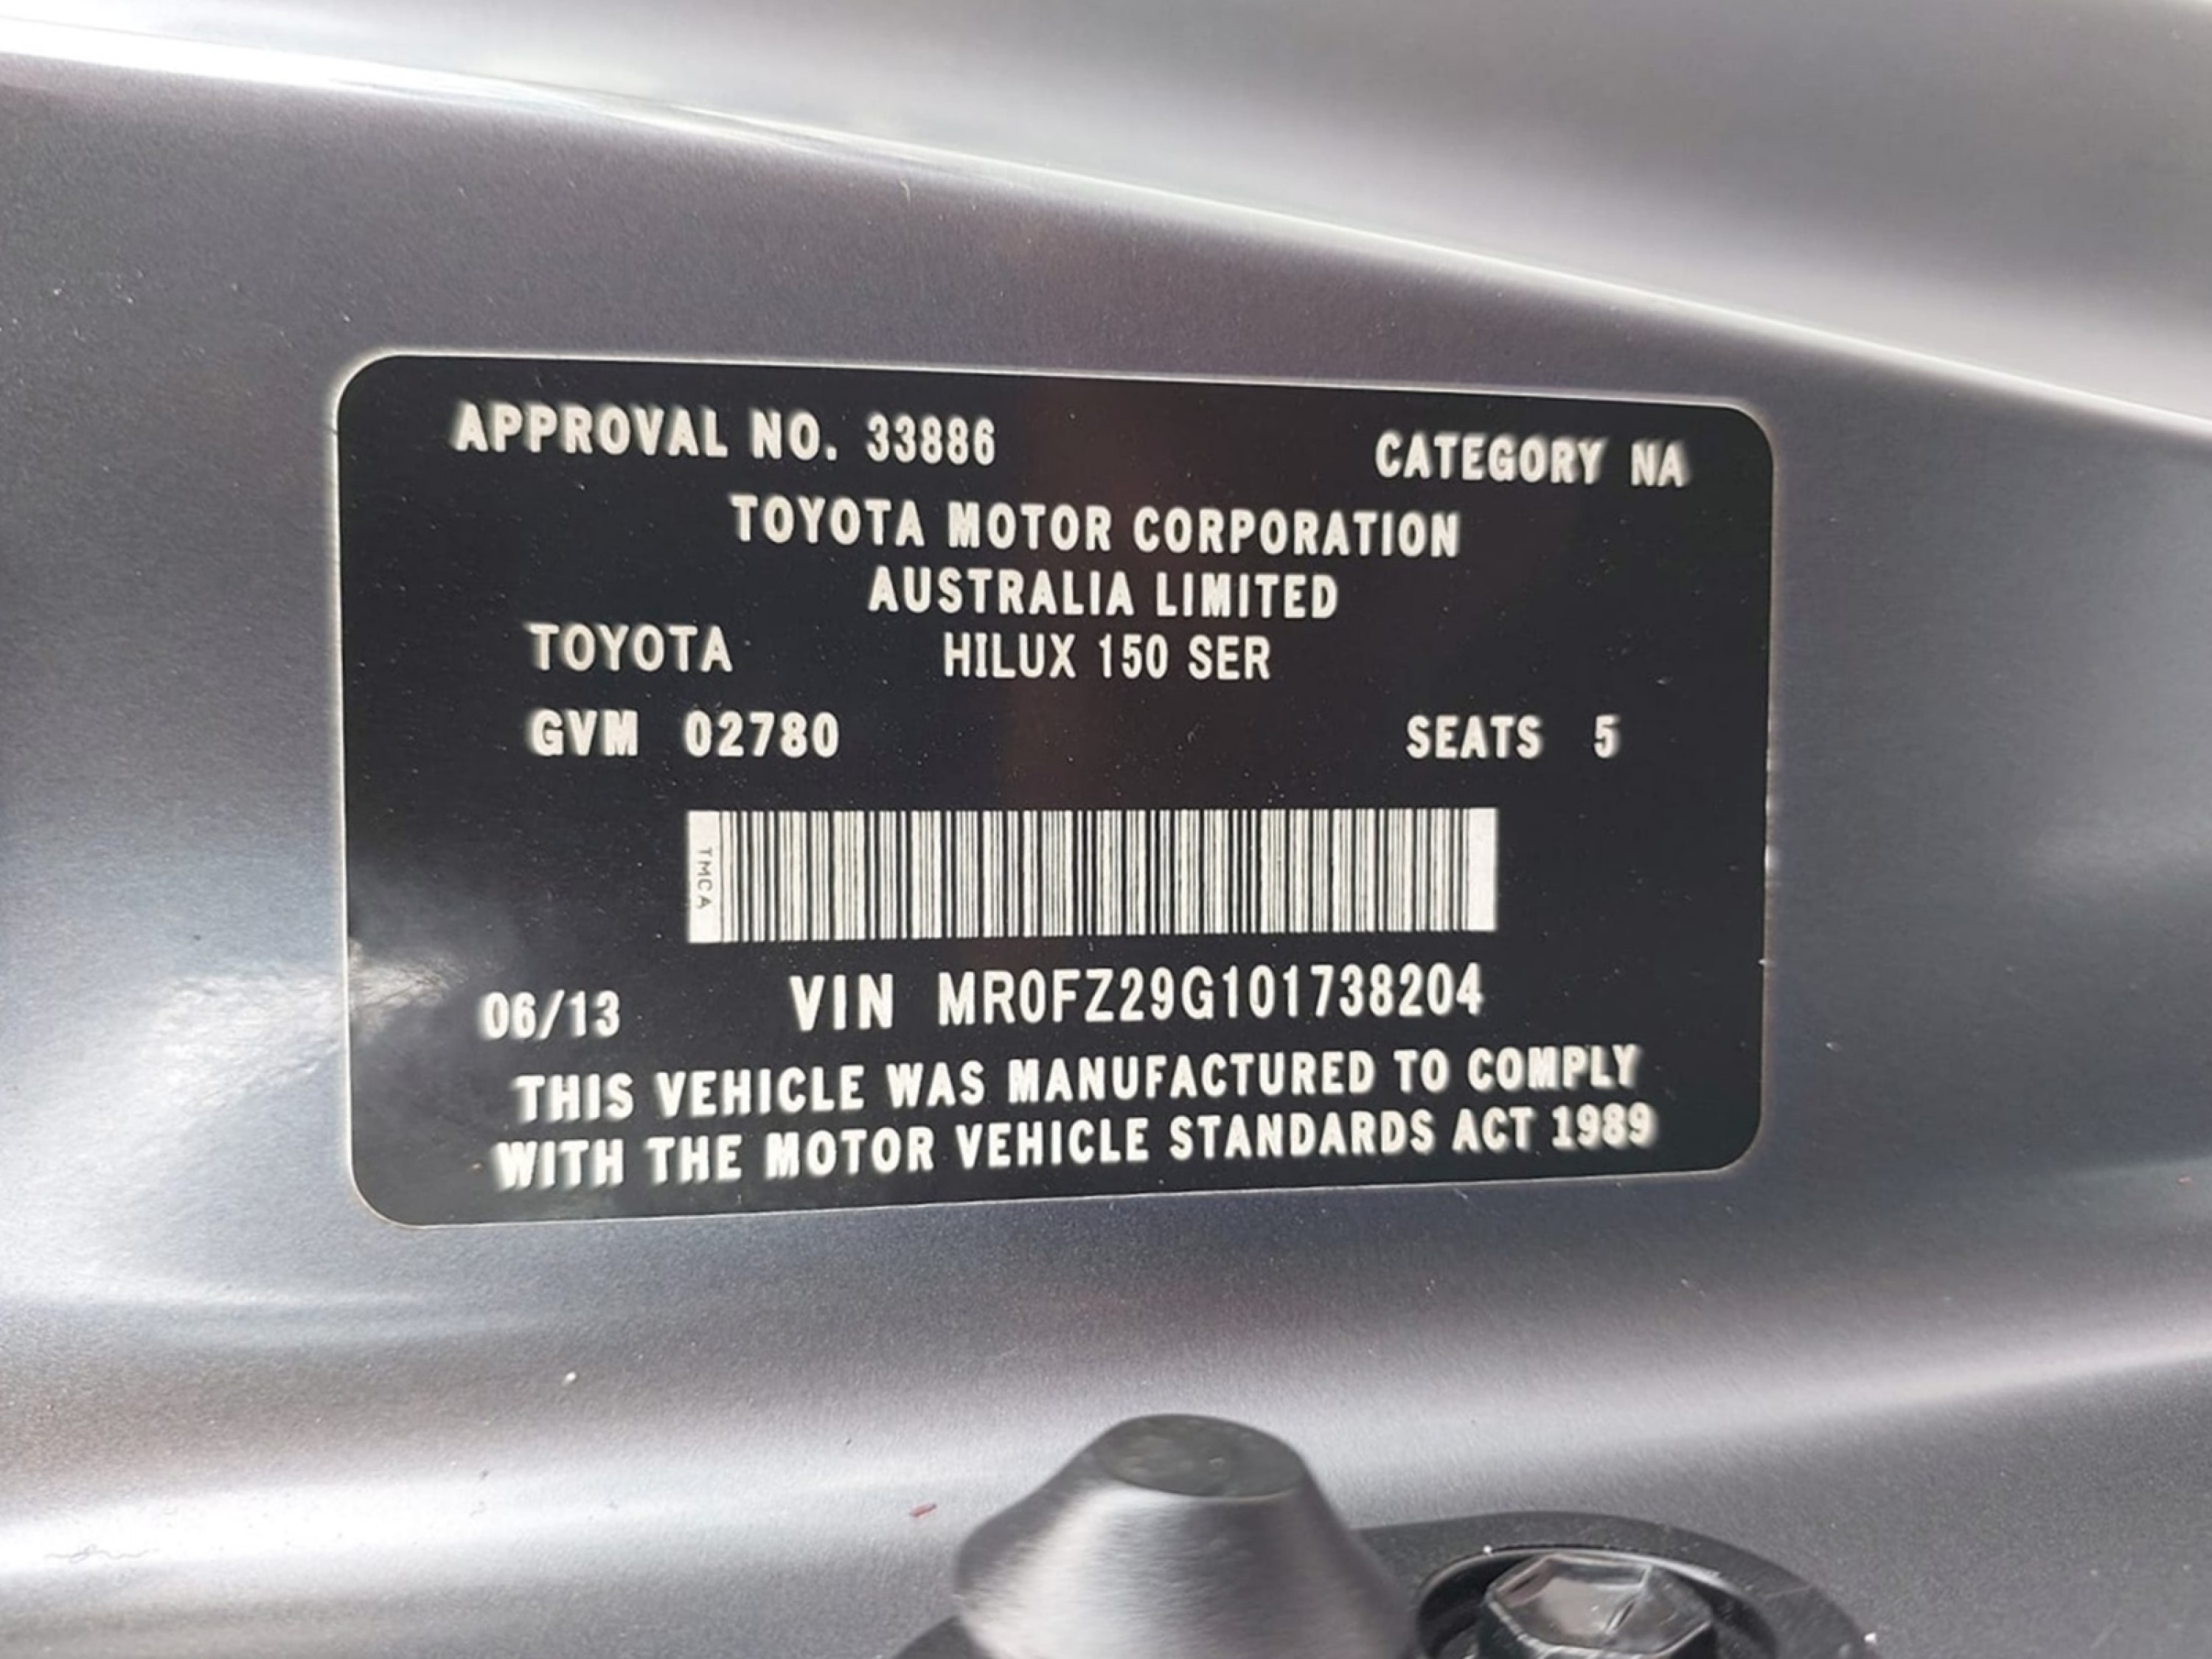 APPROVAL NO. 33886 CATEGORY NA
TOYOTA MOTOR CORPORATION
AUSTRALIA LIMITED
TOYOTA HILUX 150 SER
GVM 02780 SEATS 5
TMCA
06/13 VIN MR0FZ29G101738204
THIS VEHICLE WAS MANUFACTURED TO COMPLY
WITH THE MOTOR VEHICLE STANDARDS ACT 1989